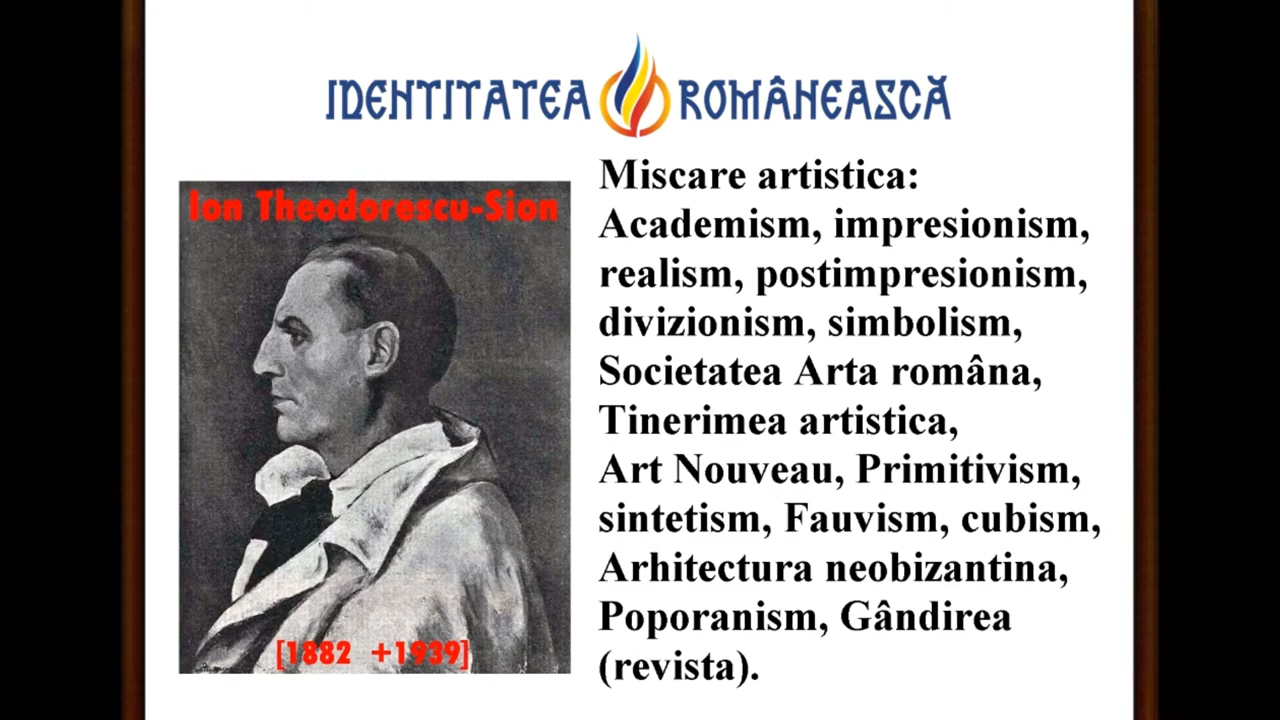 IDENTITATEA ROMÂNEASCĂ
Ion Theodorescu-Sion
[1882 +1939]
Miscare artistica:
Academism, impresionism,
realism, postimpresionism,
divizionism, simbolism,
Societatea Arta româna,
Tinerimea artistica,
Art Nouveau, Primitivism,
sintetism, Fauvism, cubism,
Arhitectura neobizantina,
Poporanism, Gândirea
(revista).